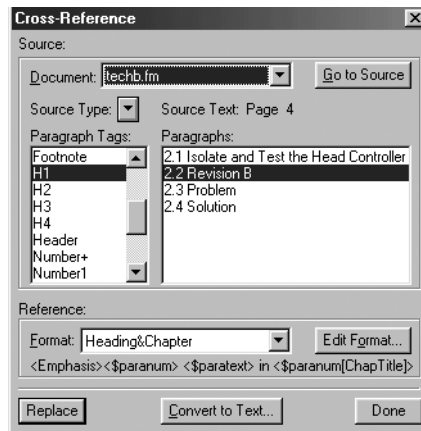 Cross-Reference
Source:
Document: techb.fm
Go to Source
Source Type:
Source Text: Page 4
Paragraph Tags:
Footnote
H1
H2
H3
H4
Header
Number+
Number1
Paragraphs:
2.1 Isolate and Test the Head Controller
2.2 Revision B
2.3 Problem
2.4 Solution
Reference:
Format: Heading&Chapter
Edit Format...
<Emphasis><$paranum> <$paratext> in <$paranum[ChapTitle]>
Replace
Convert to Text...
Done